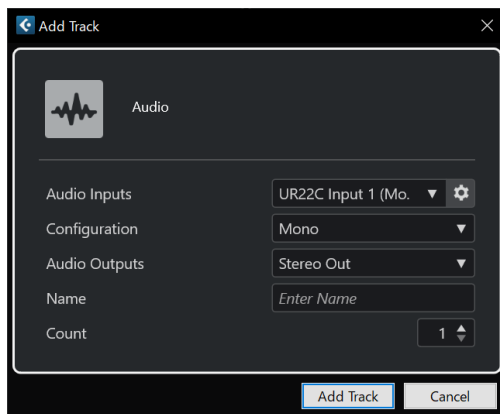 Add Track
Audio
Audio Inputs UR22C Input 1 (Mo.
Configuration Mono
Audio Outputs Stereo Out
Name Enter Name
Count 1
Add Track Cancel